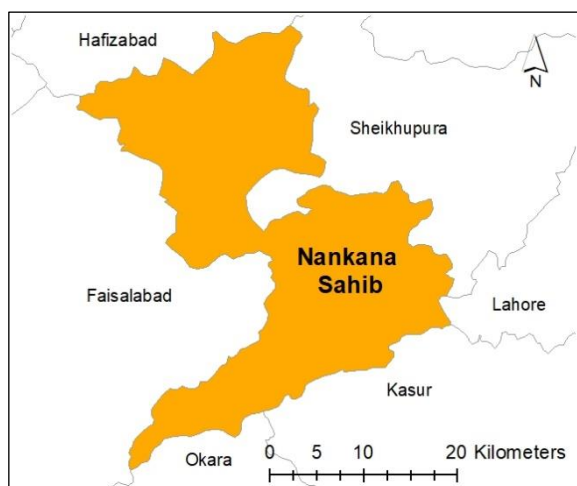 Hafizabad
N
Sheikhupura
Nankana
Sahib
Faisalabad
Lahore
Kasur
Okara
0 5 10 20 Kilometers